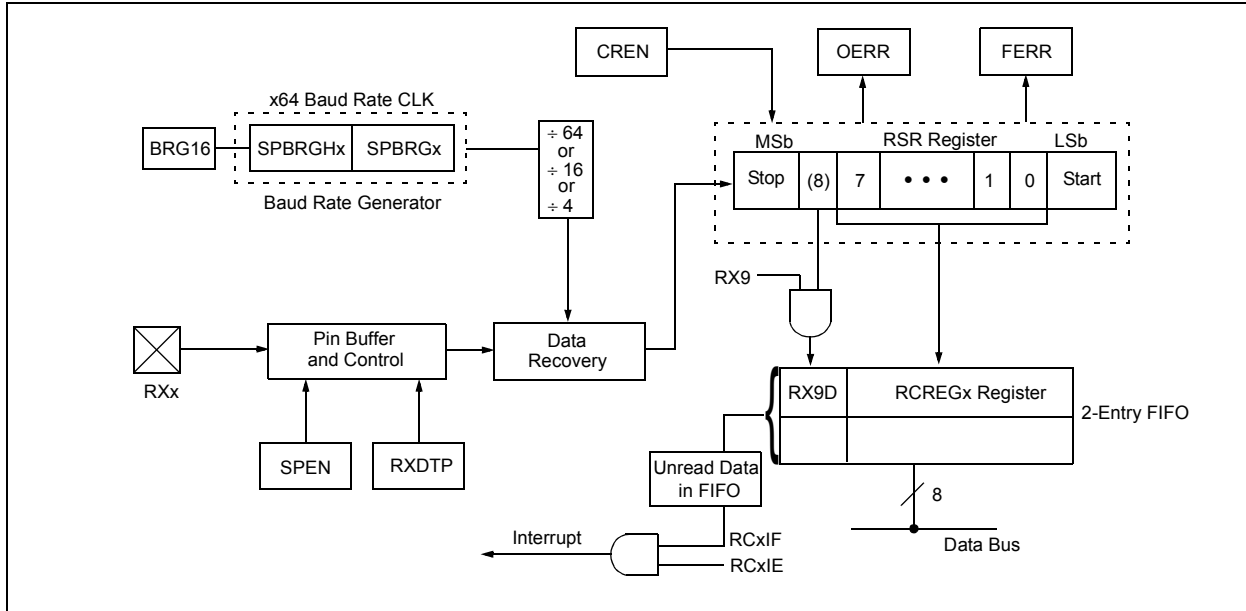 CREN
OERR
FERR
x64 Baud Rate CLK
BRG16
SPBRGHx
SPBRGx
Baud Rate Generator
÷ 64
or
÷ 16
or
÷ 4
MSb
RSR Register
LSb
Stop
(8)
7
• • •
1
0
Start
RX9
RXx
Pin Buffer
and Control
Data
Recovery
SPEN
RXDTP
RX9D
RCREGx Register
2-Entry FIFO
Unread Data
in FIFO
8
Data Bus
Interrupt
RCxIF
RCxIE